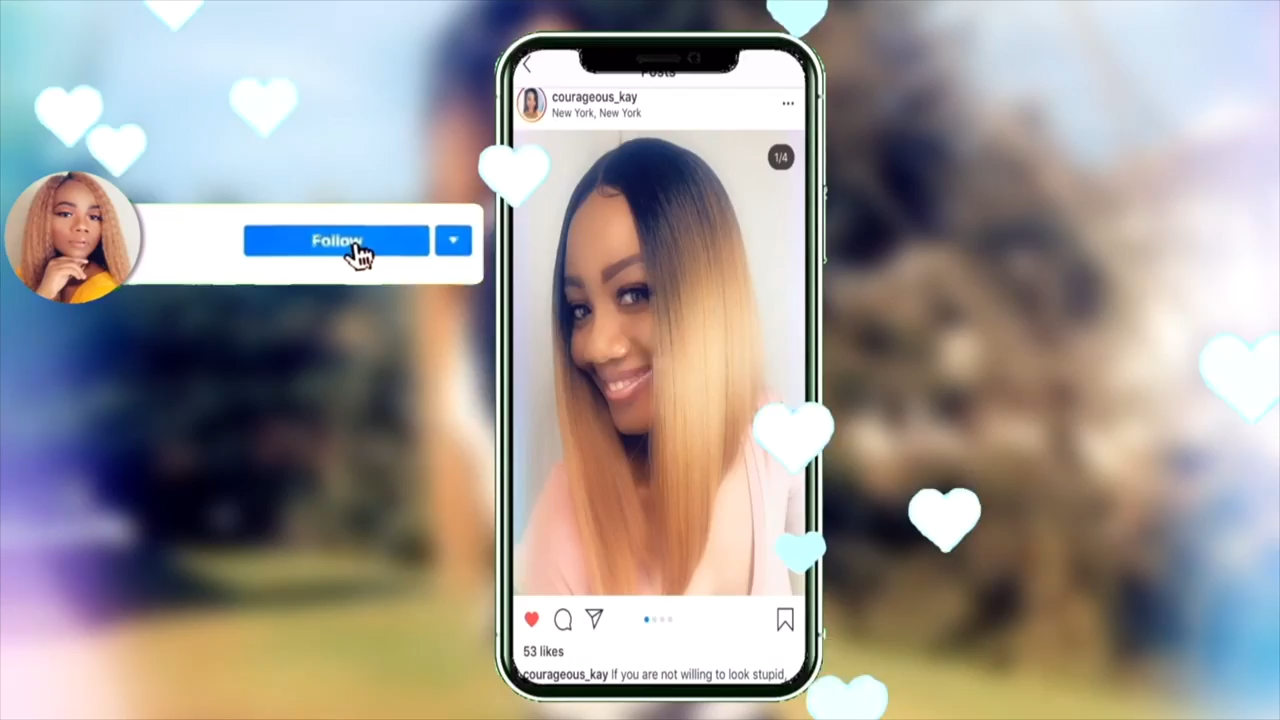 Posts
courageous_kay
New York, New York
1/4
Follow
53 likes
courageous_kay If you are not willing to look stupid,